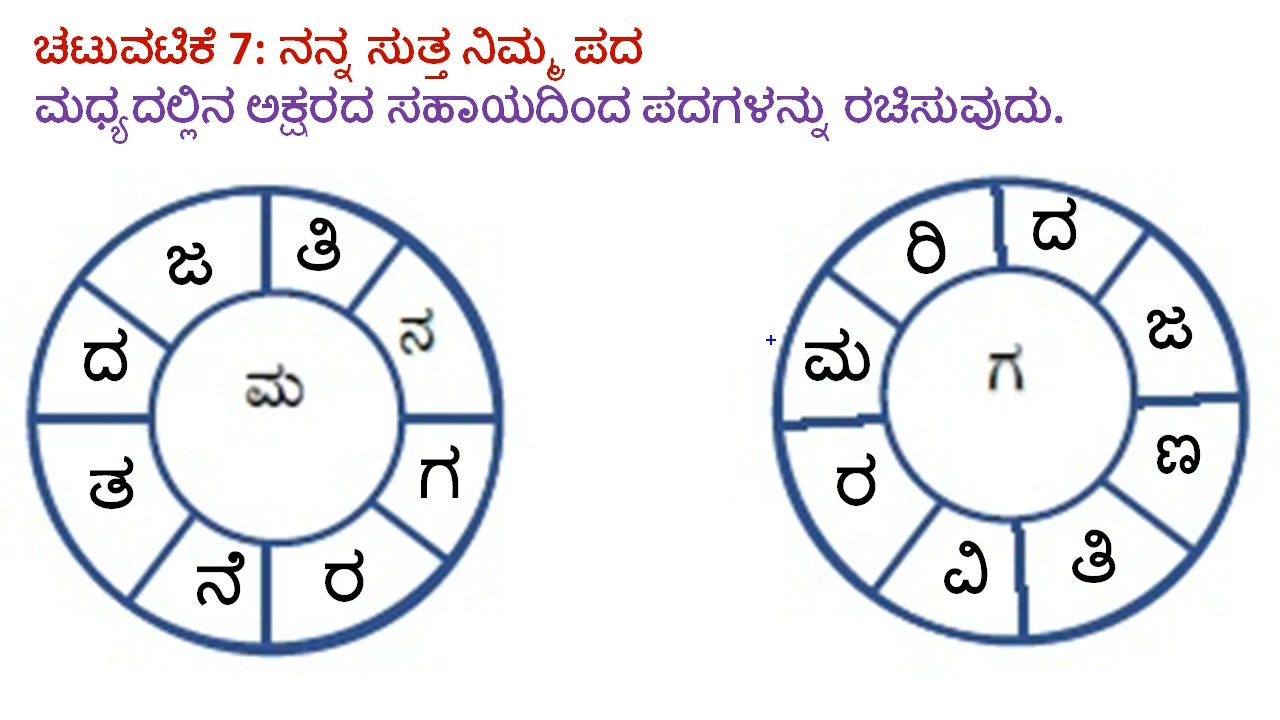 ಚಟುವಟಿಕೆ 7: ನನ್ನ ಸುತ್ತ ನಿಮ್ಮ ಪದ
ಮಧ್ಯದಲ್ಲಿನ ಅಕ್ಷರದ ಸಹಾಯದಿಂದ ಪದಗಳನ್ನು ರಚಿಸುವುದು.
ಜ
ತಿ
ನ
ಗ
ರ
ನೆ
ತ
ದ
ಮ
ರಿ
ದ
ಜ
ಣ
ತಿ
ವಿ
ರ
ಮ
ಗ